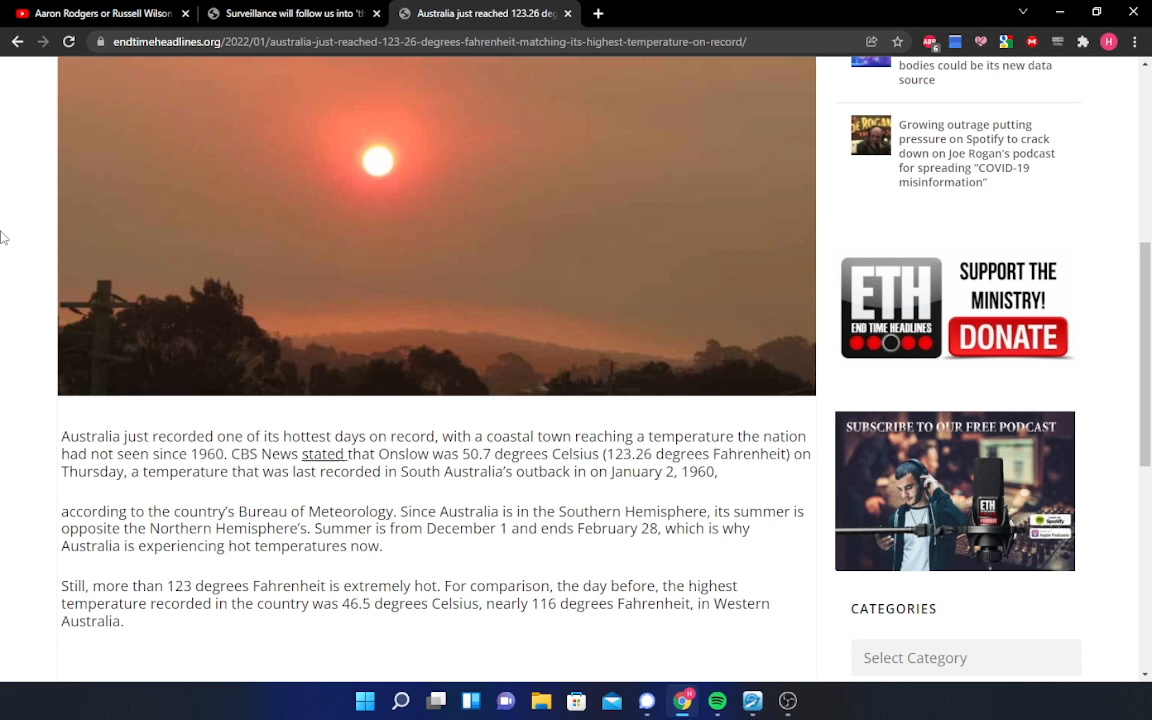 Aaron Rodgers or Russell Wilson
Surveillance will follow us into 'th
Australia just reached 123.26 deg
endtimeheadlines.org/2022/01/australia-just-reached-123-26-degrees-fahrenheit-matching-its-highest-temperature-on-record/
ABP
6
M
H
bodies could be its new data
source
Growing outrage putting
pressure on Spotify to crack
down on Joe Rogan's podcast
for spreading "COVID-19
misinformation"
ETH
END TIME HEADLINES
SUPPORT THE
MINISTRY!
DONATE
SUBSCRIBE TO OUR FREE PODCAST
ETH
PODCAST
Spotify
Apple Podcasts
CATEGORIES
Select Category
Australia just recorded one of its hottest days on record, with a coastal town reaching a temperature the nation
had not seen since 1960. CBS News stated that Onslow was 50.7 degrees Celsius (123.26 degrees Fahrenheit) on
Thursday, a temperature that was last recorded in South Australia's outback in on January 2, 1960,
according to the country's Bureau of Meteorology. Since Australia is in the Southern Hemisphere, its summer is
opposite the Northern Hemisphere's. Summer is from December 1 and ends February 28, which is why
Australia is experiencing hot temperatures now.
Still, more than 123 degrees Fahrenheit is extremely hot. For comparison, the day before, the highest
temperature recorded in the country was 46.5 degrees Celsius, nearly 116 degrees Fahrenheit, in Western
Australia.
H